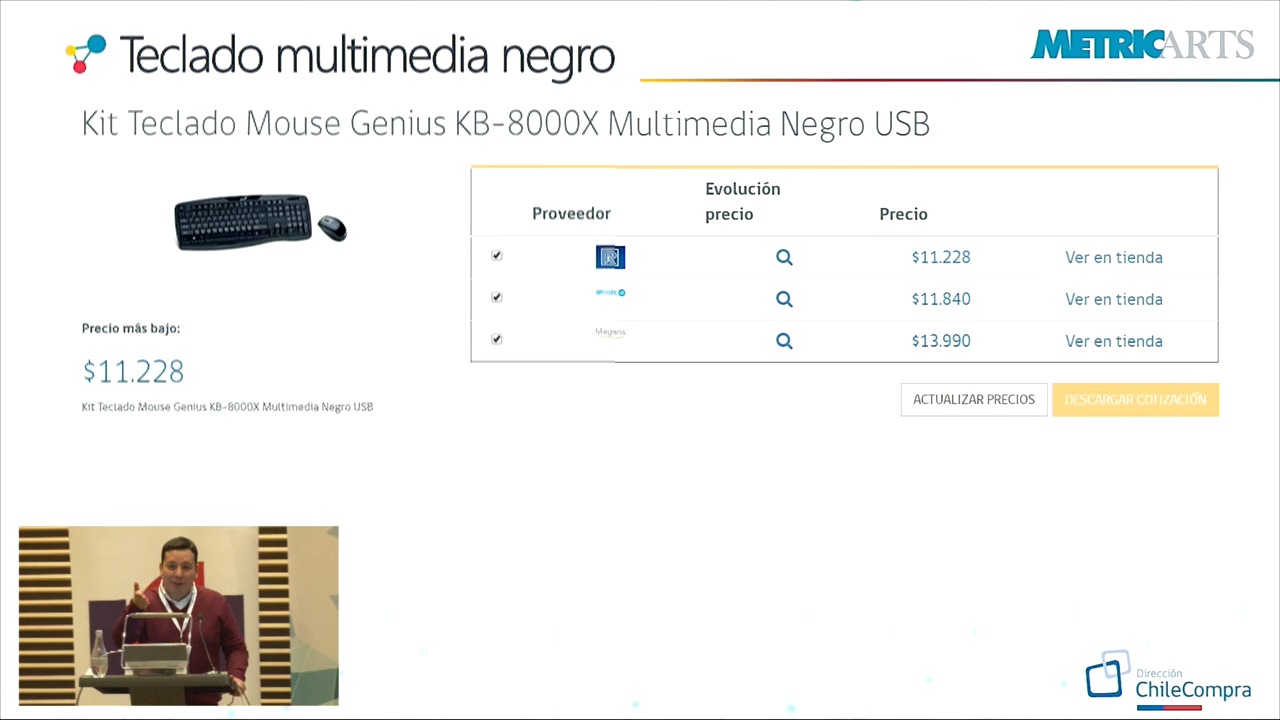 Teclado multimedia negro
METRICARTS
Kit Teclado Mouse Genius KB-8000X Multimedia Negro USB
Proveedor
Evolución
precio
Precio
$11.228
Ver en tienda
$11.840
Ver en tienda
Magens
$13.990
Ver en tienda
Precio más bajo:
$11.228
Kit Teclado Mouse Genius KB-8000X Multimedia Negro USB
ACTUALIZAR PRECIOS
DESCARGAR COTIZACIÓN
Dirección
ChileCompra